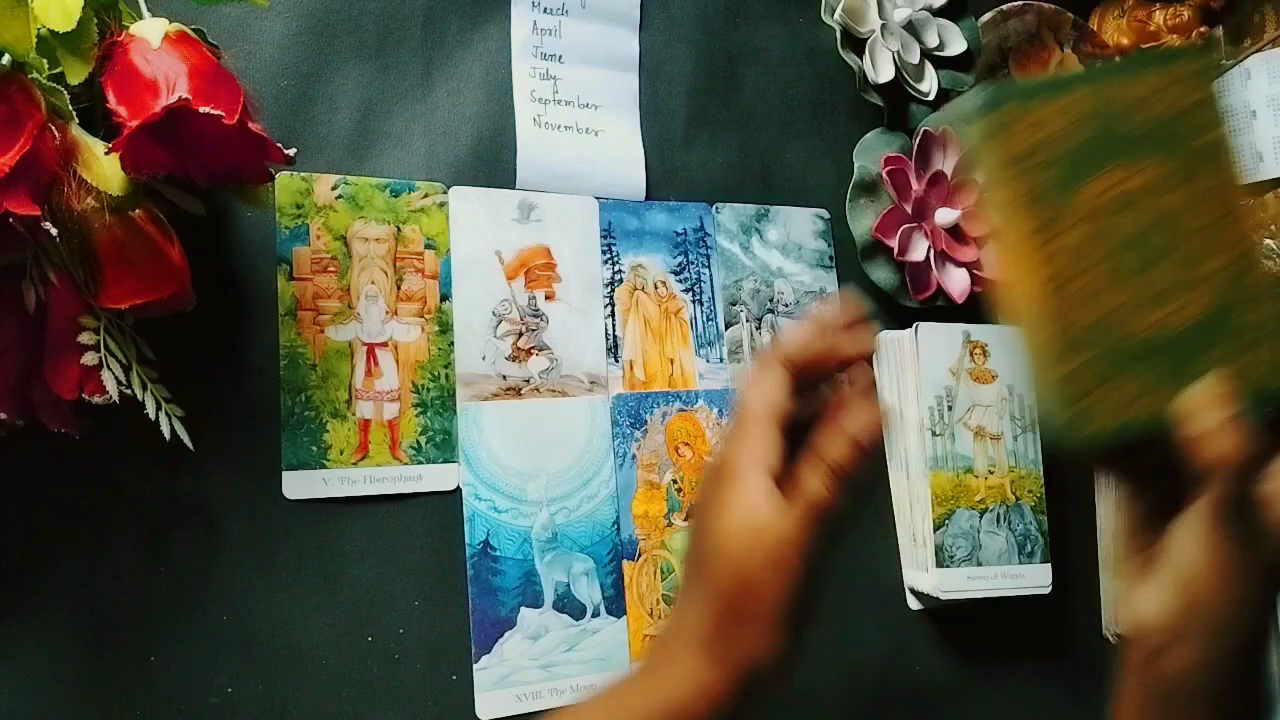 March
April
June
July
September
November
V. The Hierophant
Seven of Wands
XVIII. The Moon